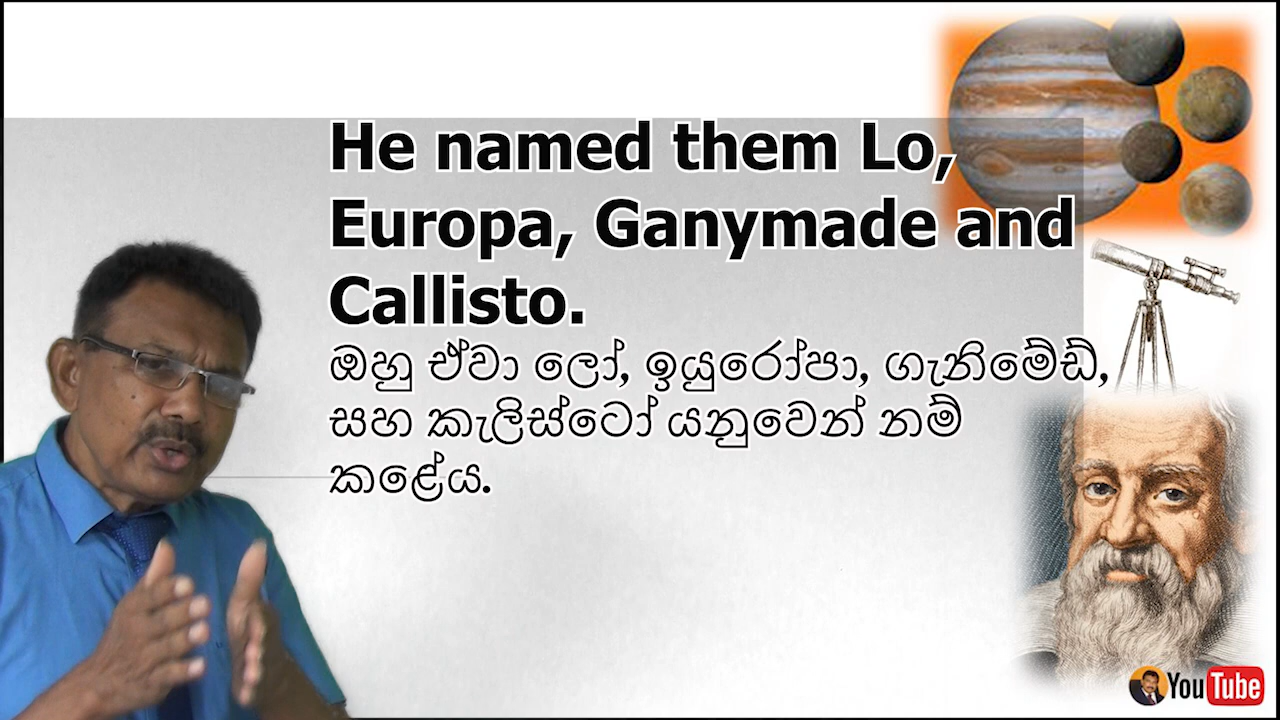 He named them Lo,
Europa, Ganymade and
Callisto.
ඔහු ඒවා ලෝ, ඉයුරෝපා, ගැනිමේඩ්,
සහ කැලිස්ටෝ යනුවෙන් නම්
කළේය.
YouTube